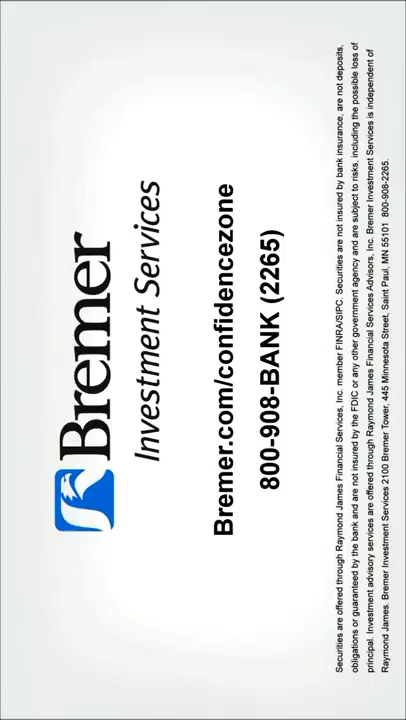 Bremer
Investment Services
Bremer.com/confidencezone
800-908-BANK (2265)
Securities are offered through Raymond James Financial Services, Inc. member FINRA/SIPC. Securities are not insured by bank insurance, are not deposits,
obligations or guaranteed by the bank and are not insured by the FDIC or any other government agency and are subject to risks, including the possible loss of
principal. Investment advisory services are offered through Raymond James Financial Services Advisors, Inc. Bremer Investment Services is independent of
Raymond James. Bremer Investment Services 2100 Bremer Tower, 445 Minnesota Street, Saint Paul, MN 55101 800-908-2265.